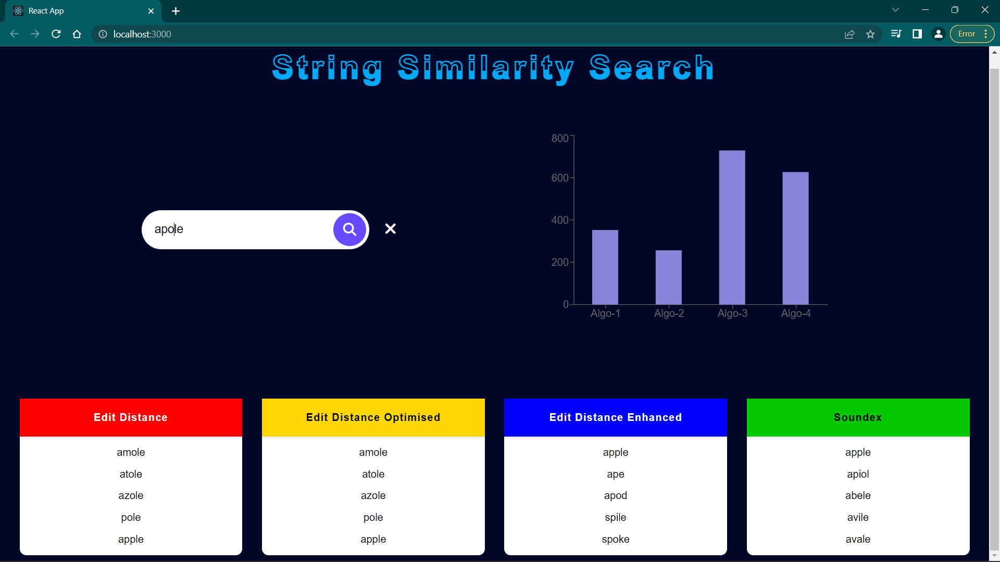 React App
localhost:3000
Error
String Similarity Search
apole
800
600
400
200
0
Algo-1 Algo-2 Algo-3 Algo-4
Edit Distance
amole
atole
azole
pole
apple
Edit Distance Optimised
amole
atole
azole
pole
apple
Edit Distance Enhanced
apple
ape
apod
spile
spoke
Soundex
apple
apiol
abele
avile
avale